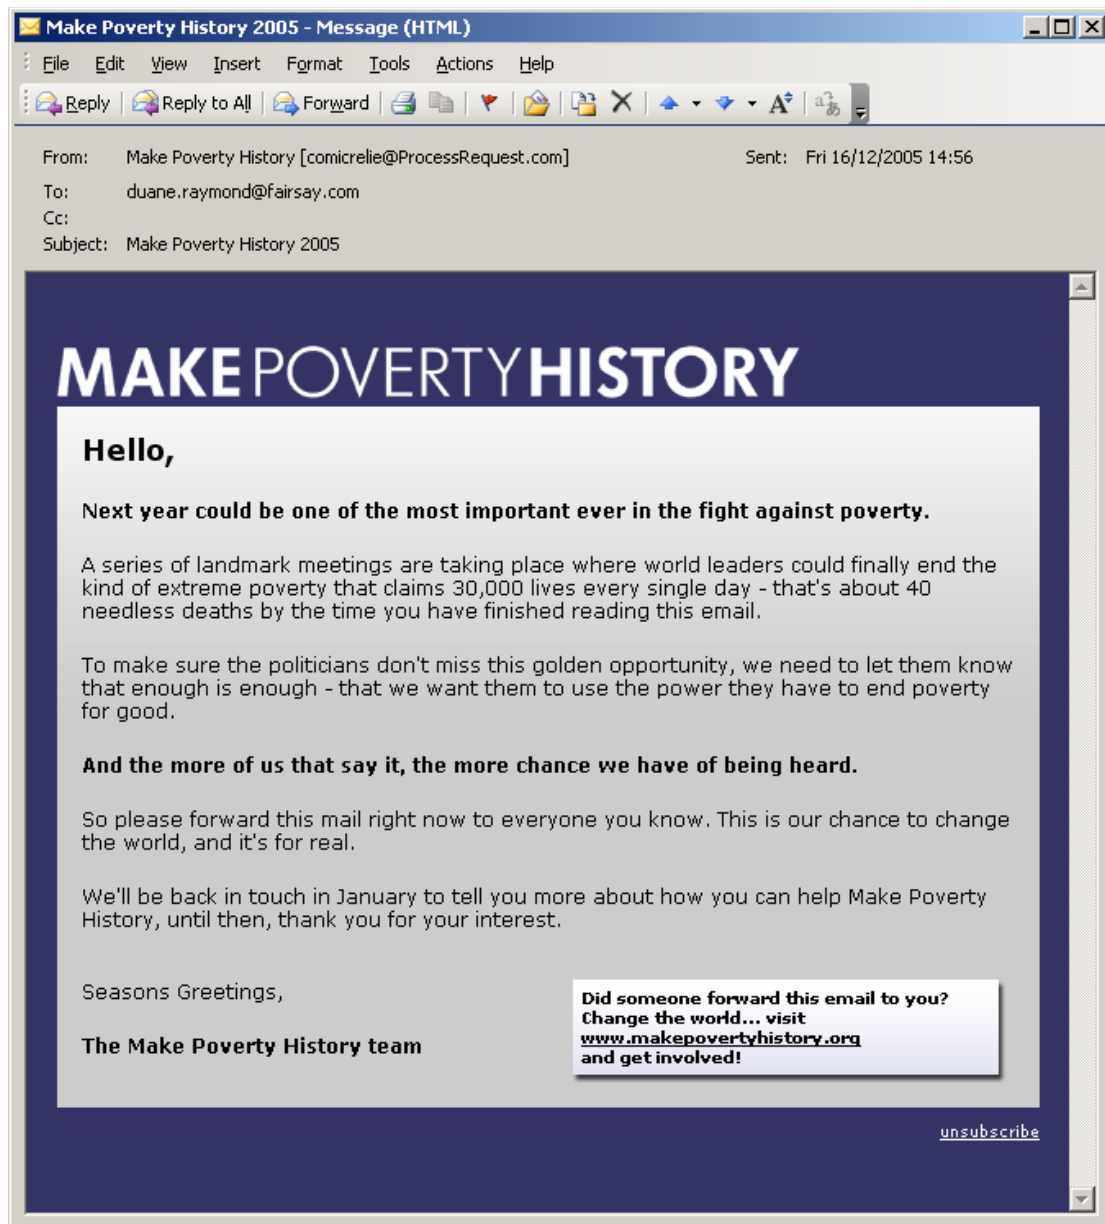 Make Poverty History 2005 - Message (HTML)
File Edit View Insert Format Tools Actions Help
Reply Reply to All Forward
From: Make Poverty History [comicrelie@ProcessRequest.com] Sent: Fri 16/12/2005 14:56
To: duane.raymond@fairsay.com
Cc:
Subject: Make Poverty History 2005
MAKEPOVERTYHISTORY
Hello,
Next year could be one of the most important ever in the fight against poverty.
A series of landmark meetings are taking place where world leaders could finally end the
kind of extreme poverty that claims 30,000 lives every single day - that's about 40
needless deaths by the time you have finished reading this email.
To make sure the politicians don't miss this golden opportunity, we need to let them know
that enough is enough - that we want them to use the power they have to end poverty
for good.
And the more of us that say it, the more chance we have of being heard.
So please forward this mail right now to everyone you know. This is our chance to change
the world, and it's for real.
We'll be back in touch in January to tell you more about how you can help Make Poverty
History, until then, thank you for your interest.
Seasons Greetings,
The Make Poverty History team
Did someone forward this email to you?
Change the world... visit
www.makepovertyhistory.org
and get involved!
unsubscribe